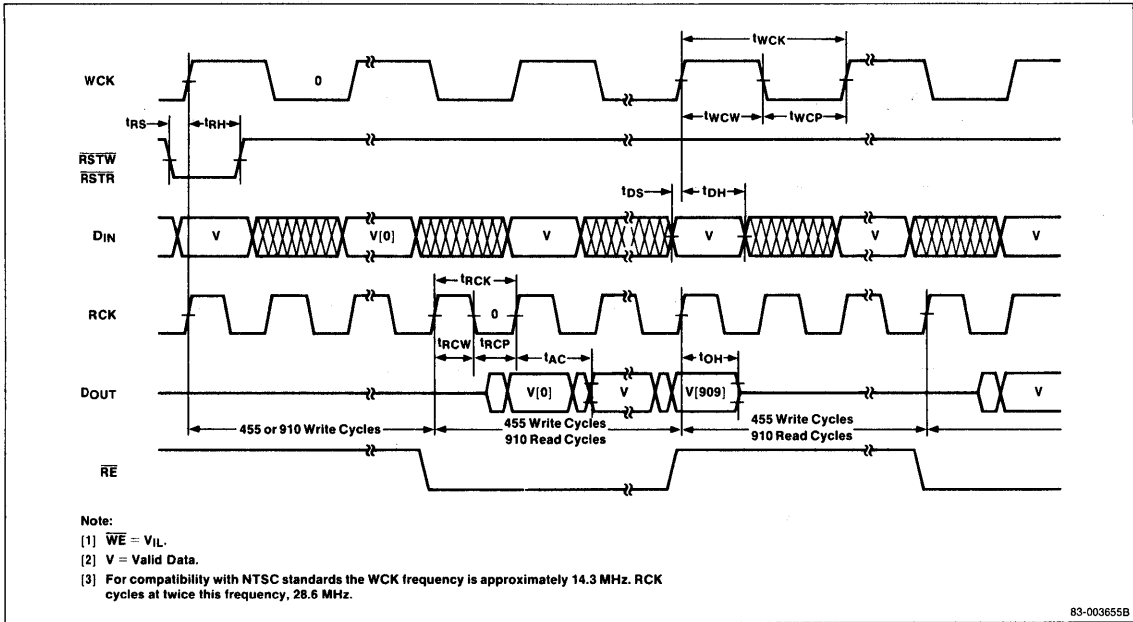 tWCK
WCK
0
tWCW
tWCP
tRS
tRH
RSTW
RSTR
tDS
tDH
DIN
V
V[0]
V
V
V
V
tRCK
RCK
0
tRCW
tRCP
tAC
tOH
DOUT
V[0]
V
V[909]
V
455 or 910 Write Cycles
455 Write Cycles
910 Read Cycles
455 Write Cycles
910 Read Cycles
RE
Note:
[1] WE = VIL.
[2] V = Valid Data.
[3] For compatibility with NTSC standards the WCK frequency is approximately 14.3 MHz. RCK
cycles at twice this frequency, 28.6 MHz.
83-003655B